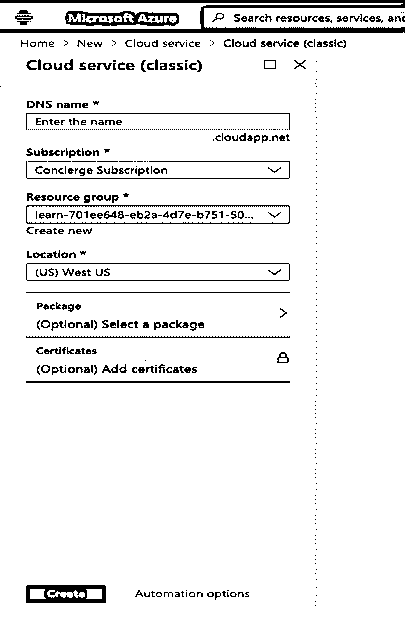 Microsoft Azure
Search resources, services, and
Home > New > Cloud service > Cloud service (classic)
Cloud service (classic)
DNS name *
Enter the name
.cloudapp.net
Subscription *
Concierge Subscription
Resource group *
learn-701ee648-eb2a-4d7e-b751-50...
Create new
Location *
(US) West US
Package
(Optional) Select a package
Certificates
(Optional) Add certificates
Create
Automation options